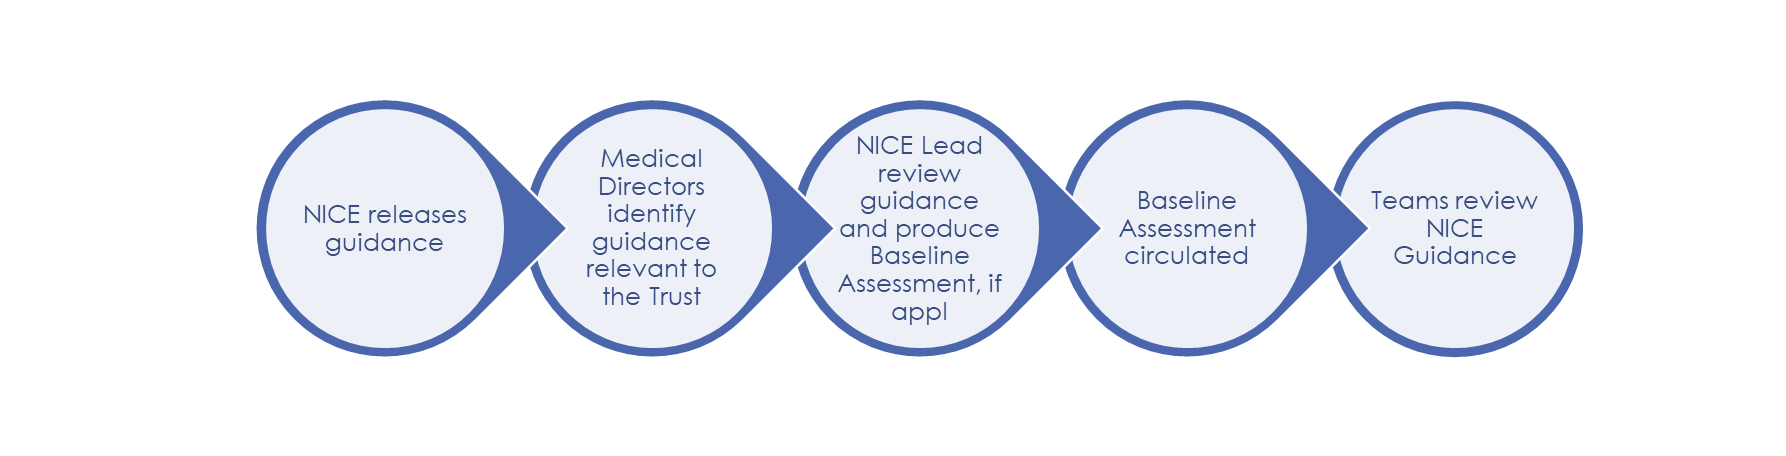 NICE releases
guidance
Medical
Directors
identify
guidance
relevant to
the Trust
NICE Lead
review
guidance
and produce
Baseline
Assessment, if
appl
Baseline
Assessment
circulated
Teams review
NICE
Guidance